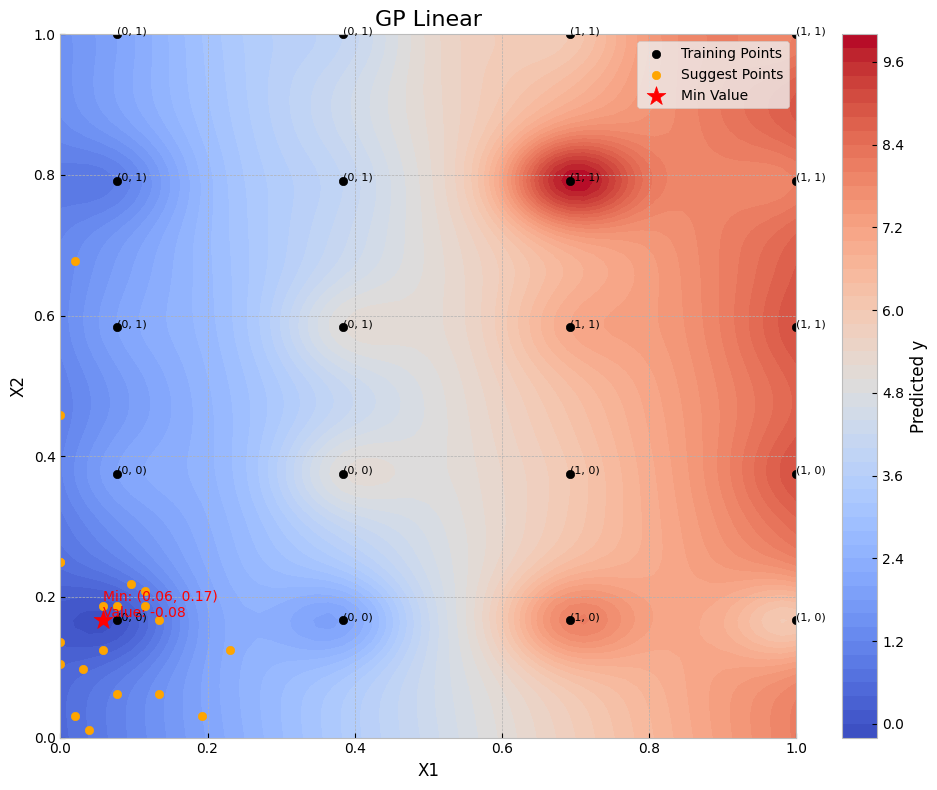 GP Linear
1.0
0.8
0.6
0.4
0.2
0.0
X2
(0, 1) (0, 1) (1, 1) (1, 1)
Training Points
Suggest Points
Min Value
(0, 1) (0, 1) (1, 1) (1, 1)
(0, 1) (0, 1) (1, 1) (1, 1)
(0, 0) (0, 0) (1, 0) (1, 0)
Min: (0.06, 0.17)
Value: -0.08
(0, 0) (0, 0) (1, 0) (1, 0)
0.0 0.2 0.4 0.6 0.8 1.0
X1
9.6
8.4
7.2
6.0
4.8
3.6
2.4
1.2
0.0
Predicted y